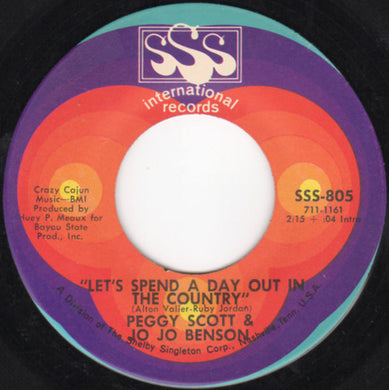 SSS
international
records
Crazy Cajun
Music-BMI
Produced by
Huey P. Meaux for
Bayou State
Prod., Inc.
SSS-805
711-1161
2/15 + :04 Intro
"LET'S SPEND A DAY OUT IN
THE COUNTRY"
(Alton Valier-Ruby Jordan)
PEGGY SCOTT &
JO JO BENSON
A Division of The Shelby Singleton Corp., Nashville, Tenn. U.S.A.